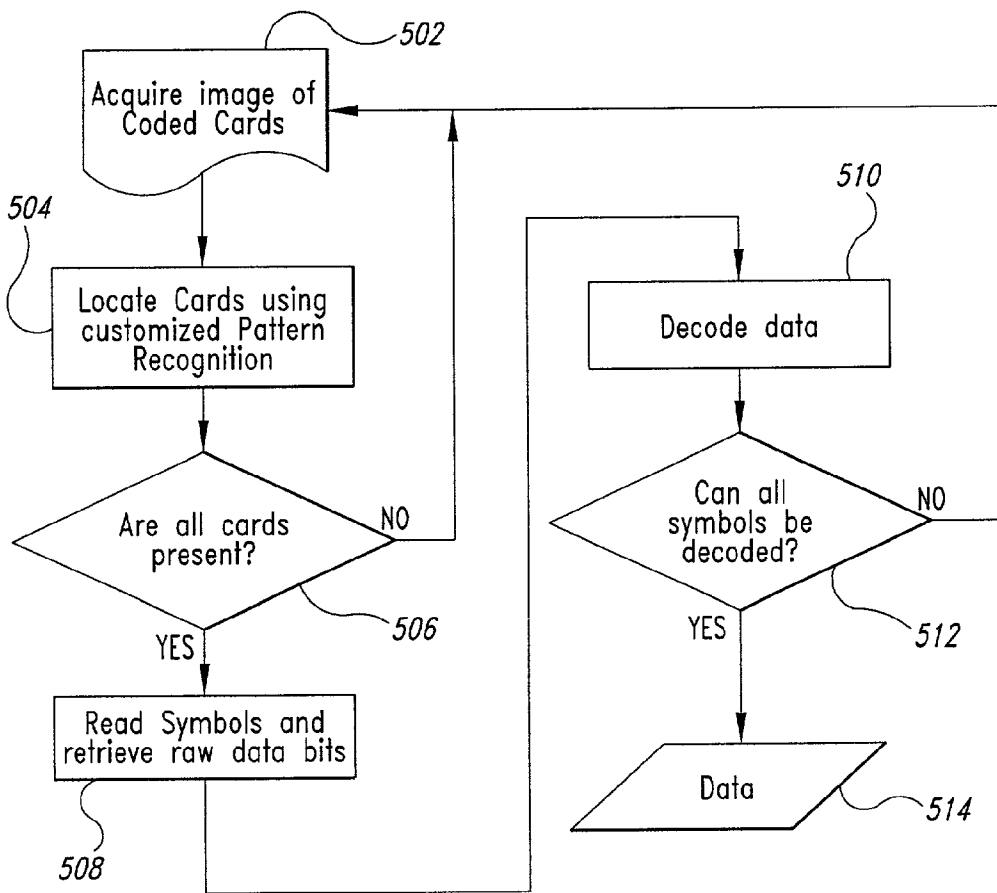 502
Acquire image of
Coded Cards
504
Locate Cards using
customized Pattern
Recognition
Are all cards
present?
NO
506
YES
Read Symbols and
retrieve raw data bits
508
510
Decode data
Can all
symbols be
decoded?
NO
512
YES
Data
514